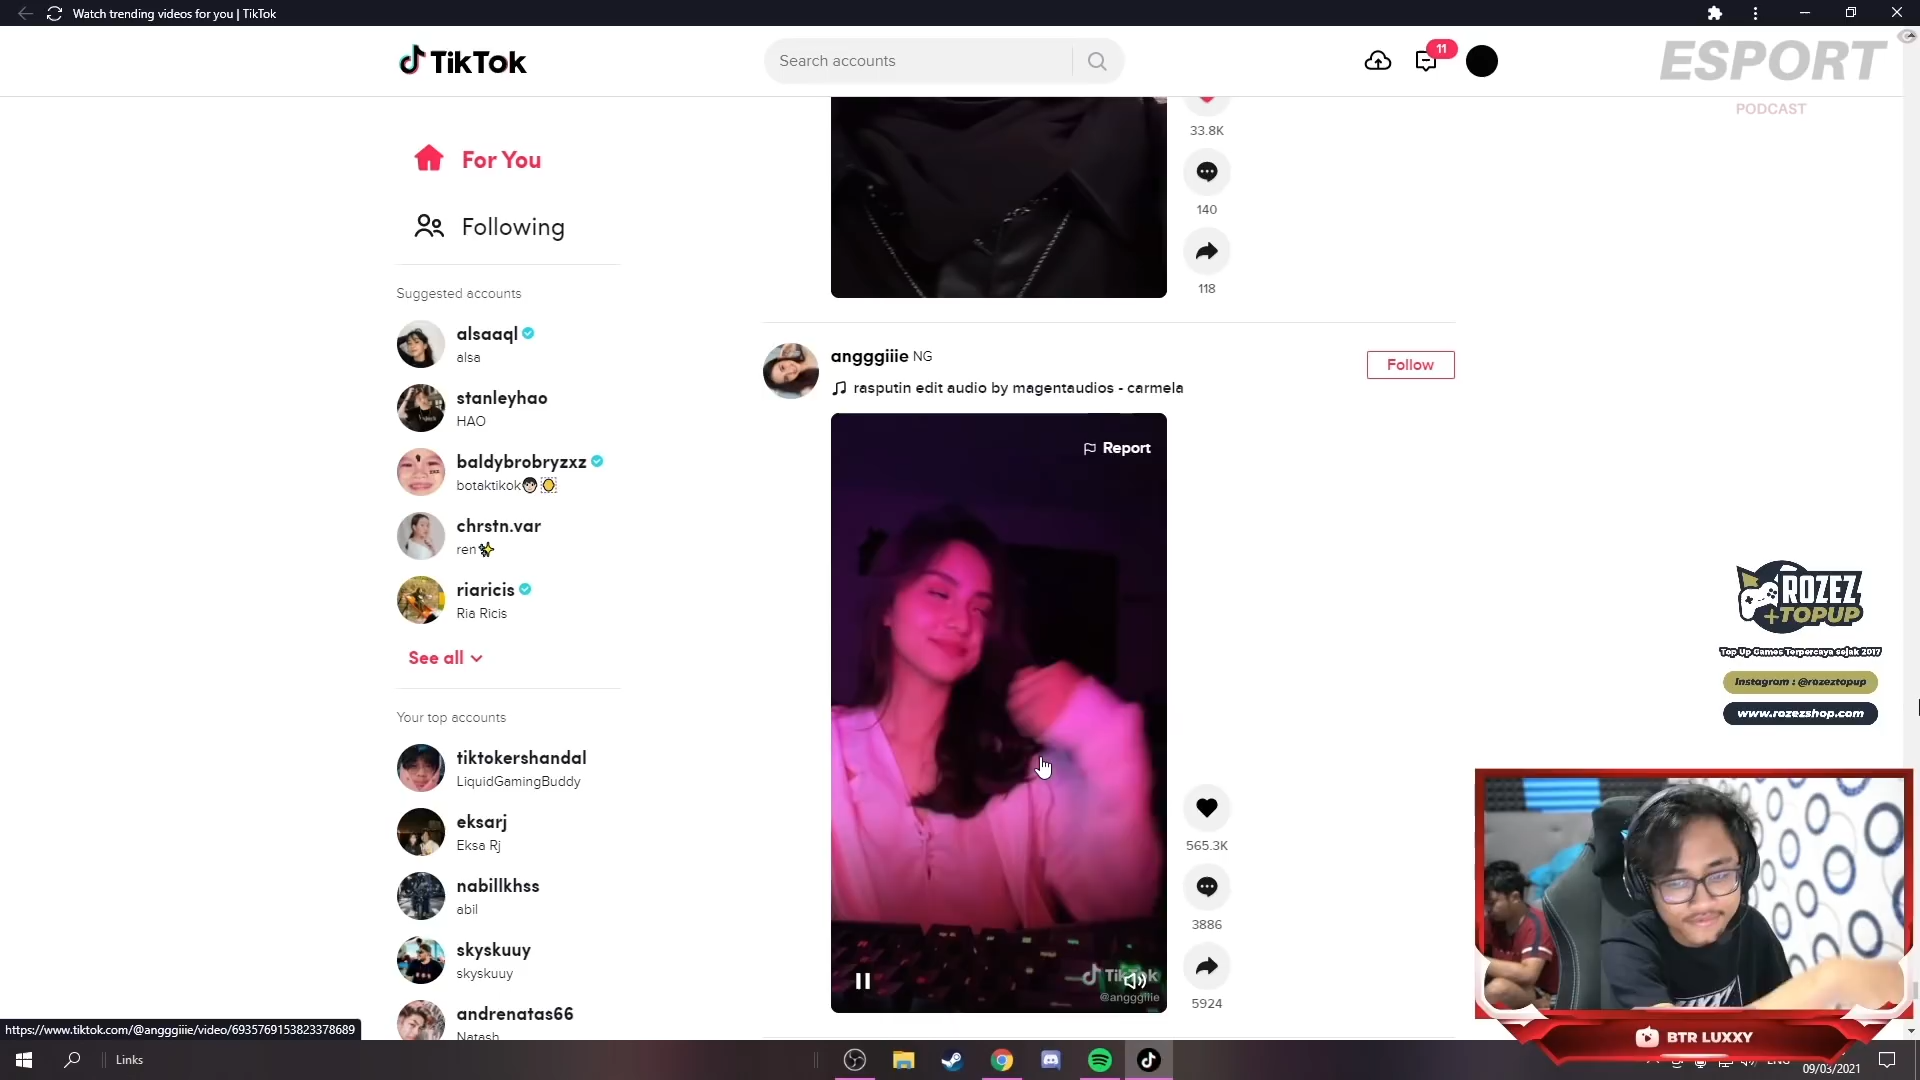 Watch trending videos for you | TikTok
TikTok
Search accounts
11
ESPORT
PODCAST
For You
Following
Suggested accounts
alsaaql
alsa
stanleyhao
HAO
baldybrobryzxz
botaktikok
chrstn.var
ren
riaricis
Ria Ricis
See all
Your top accounts
tiktokershandal
LiquidGamingBuddy
eksarj
Eksa Rj
nabillkhss
abil
skyskuuy
skyskuuy
andrenatas66
Natash
33.8K
140
118
angggiiie NG
rasputin edit audio by magentaudios - carmela
Follow
Report
TikTok
@angggiiie
565.3K
3886
5924
ROZEZ
+TOPUP
Top Up Games Terpercaya sejak 2017
Instagram : @rozeztopup
www.rozezshop.com
BTR LUXXY
https://www.tiktok.com/@angggiiie/video/6935769153823378689
Links
ENG
09/03/2021